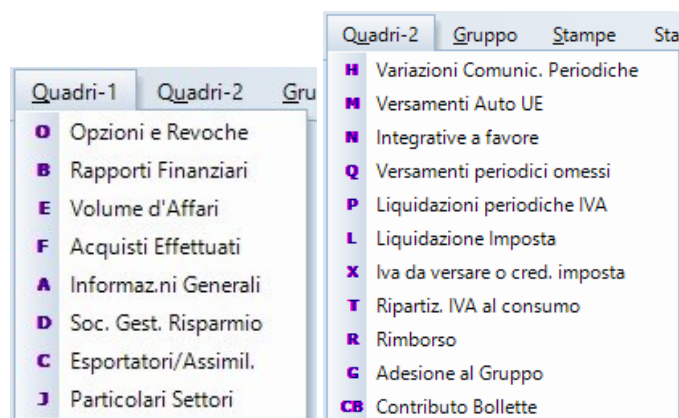 Quadri-1 Quadri-2 Gru
O Opzioni e Revoche
B Rapporti Finanziari
E Volume d'Affari
F Acquisti Effettuati
A Informaz.ni Generali
D Soc. Gest. Risparmio
C Esportatori/Assimil.
J Particolari Settori
Quadri-2 Gruppo Stampe Sta
H Variazioni Comunic. Periodiche
M Versamenti Auto UE
N Integrative a favore
Q Versamenti periodici omessi
P Liquidazioni periodiche IVA
L Liquidazione Imposta
X Iva da versare o cred. imposta
T Ripartiz. IVA al consumo
R Rimborso
G Adesione al Gruppo
CB Contributo Bollette